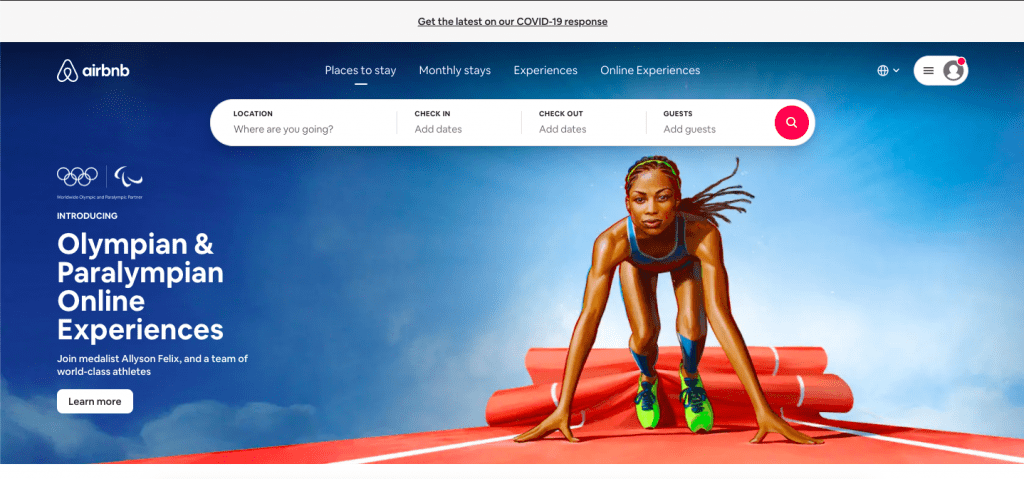 Get the latest on our COVID-19 response
airbnb
Places to stay Monthly stays Experiences Online Experiences
LOCATION CHECK IN CHECK OUT GUESTS
Where are you going? Add dates Add dates Add guests
Worldwide Olympic and Paralympic Partner
INTRODUCING
Olympian &
Paralympian
Online
Experiences
Join medalist Allyson Felix, and a team of
world-class athletes
Learn more